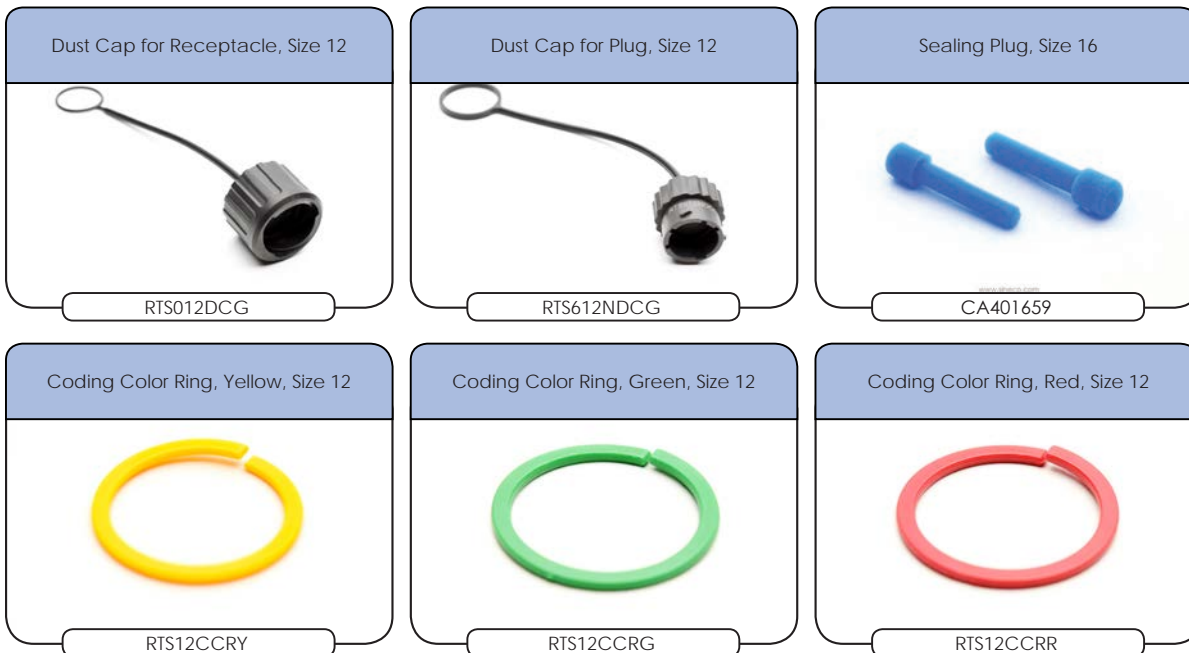 Dust Cap for Receptacle, Size 12
Dust Cap for Plug, Size 12
Sealing Plug, Size 16
RTS012DCG
RTS612NDCG
CA401659
Coding Color Ring, Yellow, Size 12
Coding Color Ring, Green, Size 12
Coding Color Ring, Red, Size 12
RTS12CCRY
RTS12CCRG
RTS12CCRR